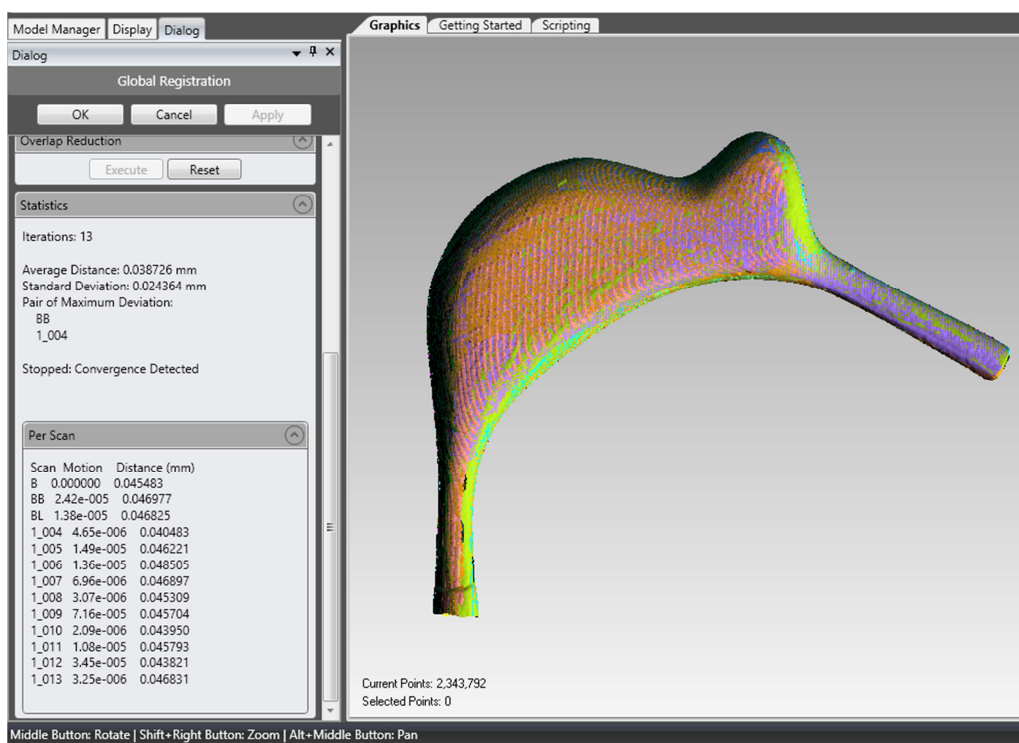 Model Manager Display Dialog
Dialog
Global Registration
OK Cancel Apply
Overlap Reduction
Execute Reset
Statistics
Iterations: 13
Average Distance: 0.038726 mm
Standard Deviation: 0.024364 mm
Pair of Maximum Deviation:
BB
1_004
Stopped: Convergence Detected
Per Scan
Scan Motion Distance (mm)
B 0.000000 0.045483
BB 2.42e-005 0.046977
BL 1.38e-005 0.046825
1_004 4.65e-006 0.040483
1_005 1.49e-005 0.046221
1_006 1.36e-005 0.048505
1_007 6.96e-006 0.046897
1_008 3.07e-006 0.045309
1_009 7.16e-005 0.045704
1_010 2.09e-006 0.043950
1_011 1.08e-005 0.045793
1_012 3.45e-005 0.043821
1_013 3.25e-006 0.046831
Graphics Getting Started Scripting
Current Points: 2,343,792
Selected Points: 0
Middle Button: Rotate | Shift+Right Button: Zoom | Alt+Middle Button: Pan